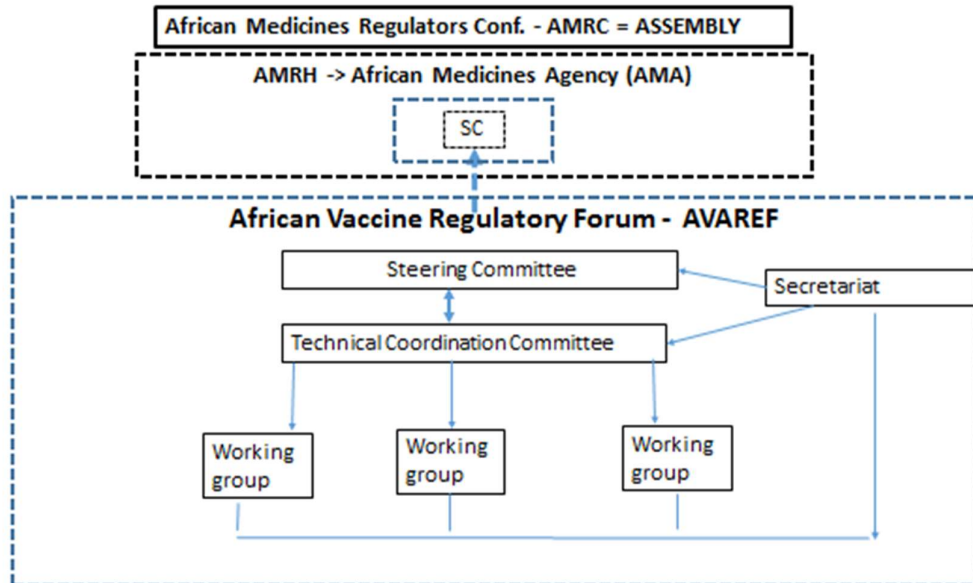 African Medicines Regulators Conf. - AMRC = ASSEMBLY
AMRH -> African Medicines Agency (AMA)
SC
African Vaccine Regulatory Forum - AVAREF
Steering Committee
Secretariat
Technical Coordination Committee
Working
group
Working
group
Working
group